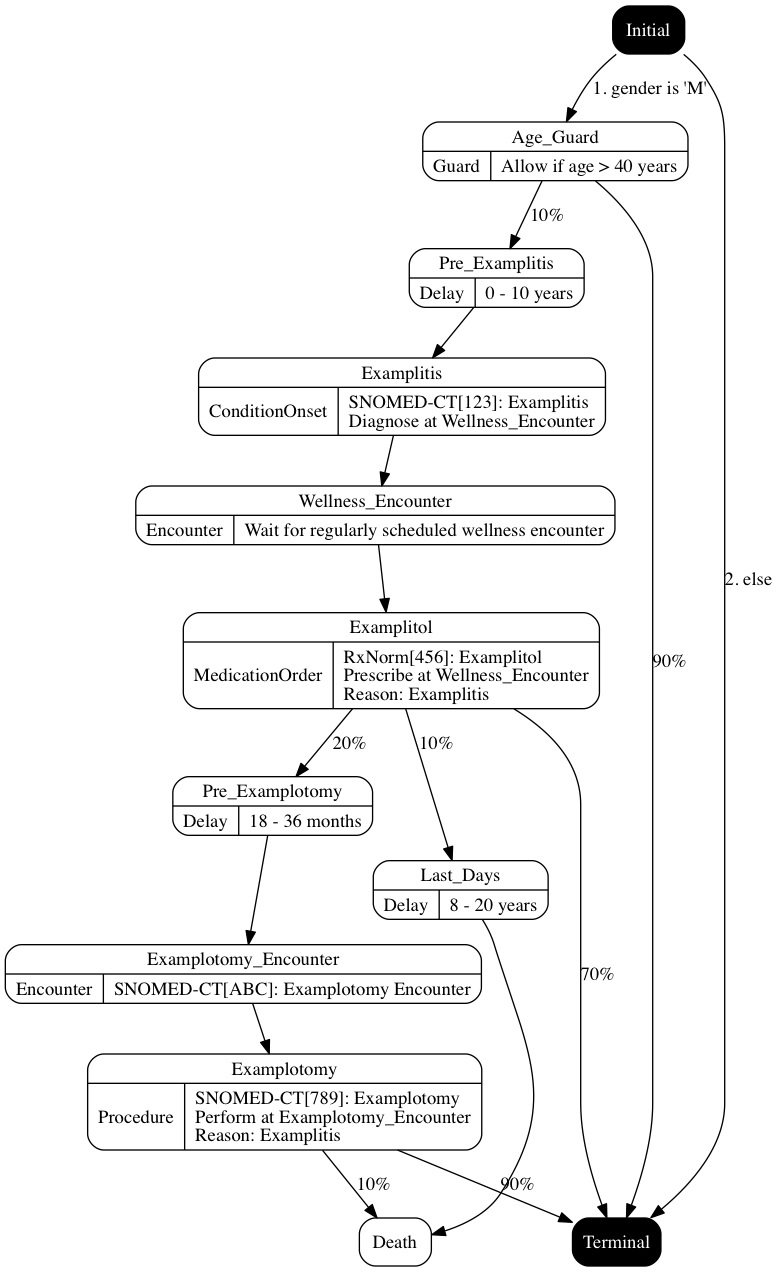 Initial
1. gender is 'M'
Age_Guard
Guard
Allow if age > 40 years
10%
Pre_Examplitis
Delay
0 - 10 years
Examplitis
ConditionOnset
SNOMED-CT[123]: Examplitis
Diagnose at Wellness_Encounter
Wellness_Encounter
Encounter
Wait for regularly scheduled wellness encounter
2. else
Examplitol
MedicationOrder
RxNorm[456]: Examplitol
Prescribe at Wellness_Encounter
Reason: Examplitis
90%
20%
10%
Pre_Examplotomy
Delay
18 - 36 months
Last_Days
Delay
8 - 20 years
Examplotomy_Encounter
Encounter
SNOMED-CT[ABC]: Examplotomy Encounter
70%
Examplotomy
Procedure
SNOMED-CT[789]: Examplotomy
Perform at Examplotomy_Encounter
Reason: Examplitis
10%
90%
Death
Terminal